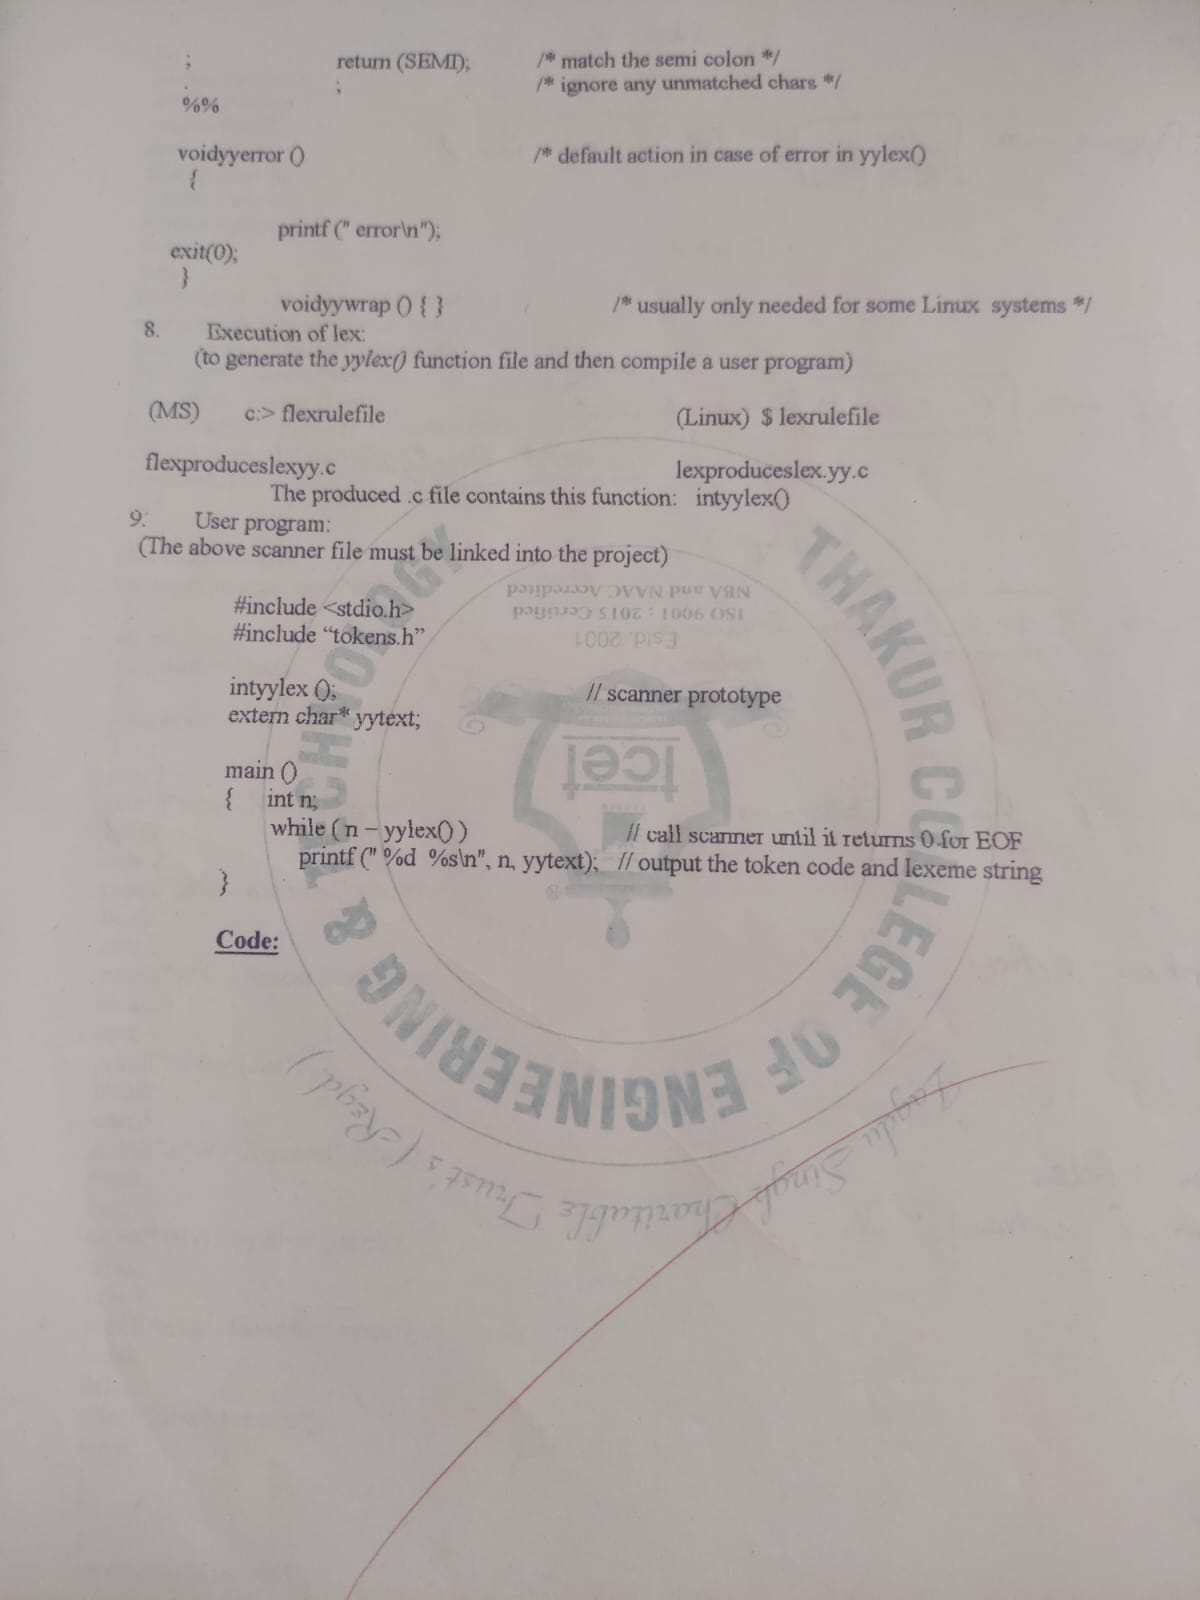 ; return (SEMI); /* match the semi colon */
. ; /* ignore any unmatched chars */
%%
voidyyerror () /* default action in case of error in yylex()
{
printf (" error\n");
exit(0);
}
voidyywrap () { } /* usually only needed for some Linux systems */
8. Execution of lex:
(to generate the yylex() function file and then compile a user program)
(MS) c:> flexrulefile (Linux) $ lexrulefile
flexproduceslexyy.c lexproduceslex.yy.c
The produced .c file contains this function: intyylex()
9. User program:
(The above scanner file must be linked into the project)
#include <stdio.h>
#include “tokens.h”
intyylex (); // scanner prototype
extern char* yytext;
main ()
{ int n;
while ( n – yylex() ) // call scanner until it returns 0 for EOF
printf (" %d %s\n", n, yytext); // output the token code and lexeme string
}
Code:
THAKUR COLLEGE OF ENGINEERING & TECHNOLOGY
NBA and NAAC Accredited
ISO 9001 : 2015 Certified
Estd. 2001
tcet
Zagdu Singh Charitable Trust's (Regd.)